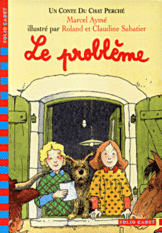 FOLIO CADET
UN CONTE DU CHAT PERCHÉ
Marcel Aymé
illustré par Roland et Claudine Sabatier
Le problème
FOLIO CADET